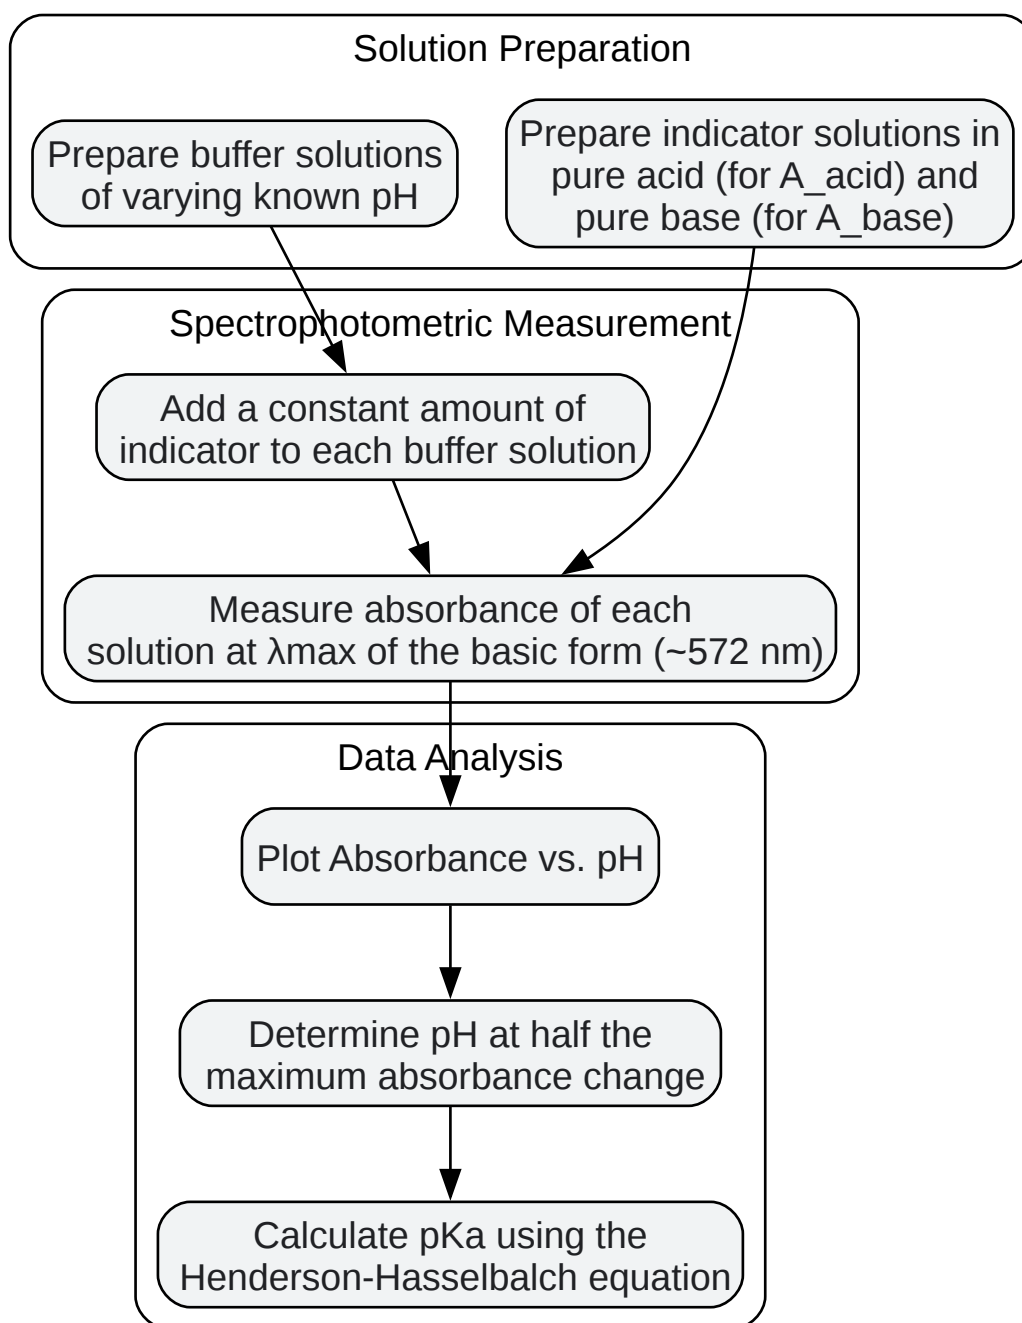 Solution Preparation
Prepare buffer solutions
of varying known pH
Prepare indicator solutions in
pure acid (for A_acid) and
pure base (for A_base)
Spectrophotometric Measurement
Add a constant amount of
indicator to each buffer solution
Measure absorbance of each
solution at λmax of the basic form (~572 nm)
Data Analysis
Plot Absorbance vs. pH
Determine pH at half the
maximum absorbance change
Calculate pKa using the
Henderson-Hasselbalch equation